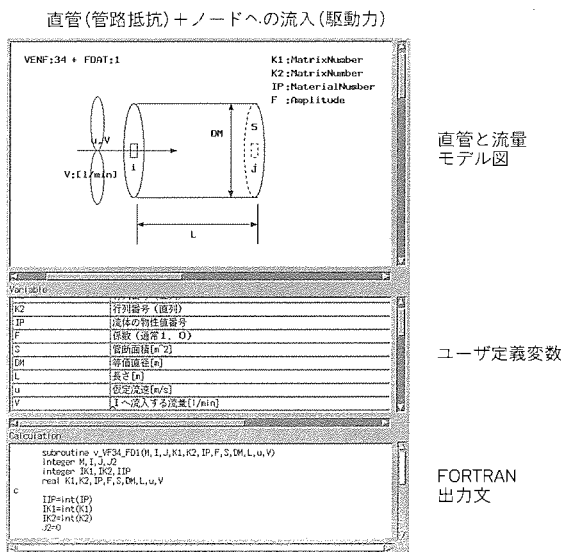 直管(管路抵抗)+ノードへの流入(駆動力)
VENF:34 + FDAT:1
K1:MatrixNumber
K2:MatrixNumber
IP:MaterialNumber
F :Amplitude
DM
S
u,V
V:[l/min]
i
j
L
直管と流量
モデル図
Variable
K2 行列番号 (直列)
IP 流体の物性値番号
F 係数 (通常1. 0)
S 管断面積[m^2]
DM 等価直径[m]
L 長さ[m]
u 仮定流速[m/s]
V Iへ流入する流量[l/min]
ユーザ定義変数
Calculation
subroutine v_VF34_FD1(M,I,J,K1,K2,IP,F,S,DM,L,u,V)
integer M,I,J,J2
integer IK1,IK2,IIP
real K1,K2,IP,F,S,DM,L,u,V
c
IIP=int(IP)
IK1=int(K1)
IK2=int(K2)
J2=0
FORTRAN
出力文